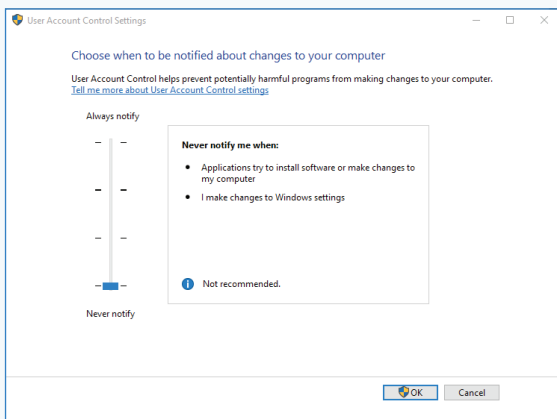 User Account Control Settings
Choose when to be notified about changes to your computer
User Account Control helps prevent potentially harmful programs from making changes to your computer.
Tell me more about User Account Control settings
Always notify
Never notify me when:
• Applications try to install software or make changes to
my computer
• I make changes to Windows settings
Not recommended.
Never notify
OK
Cancel